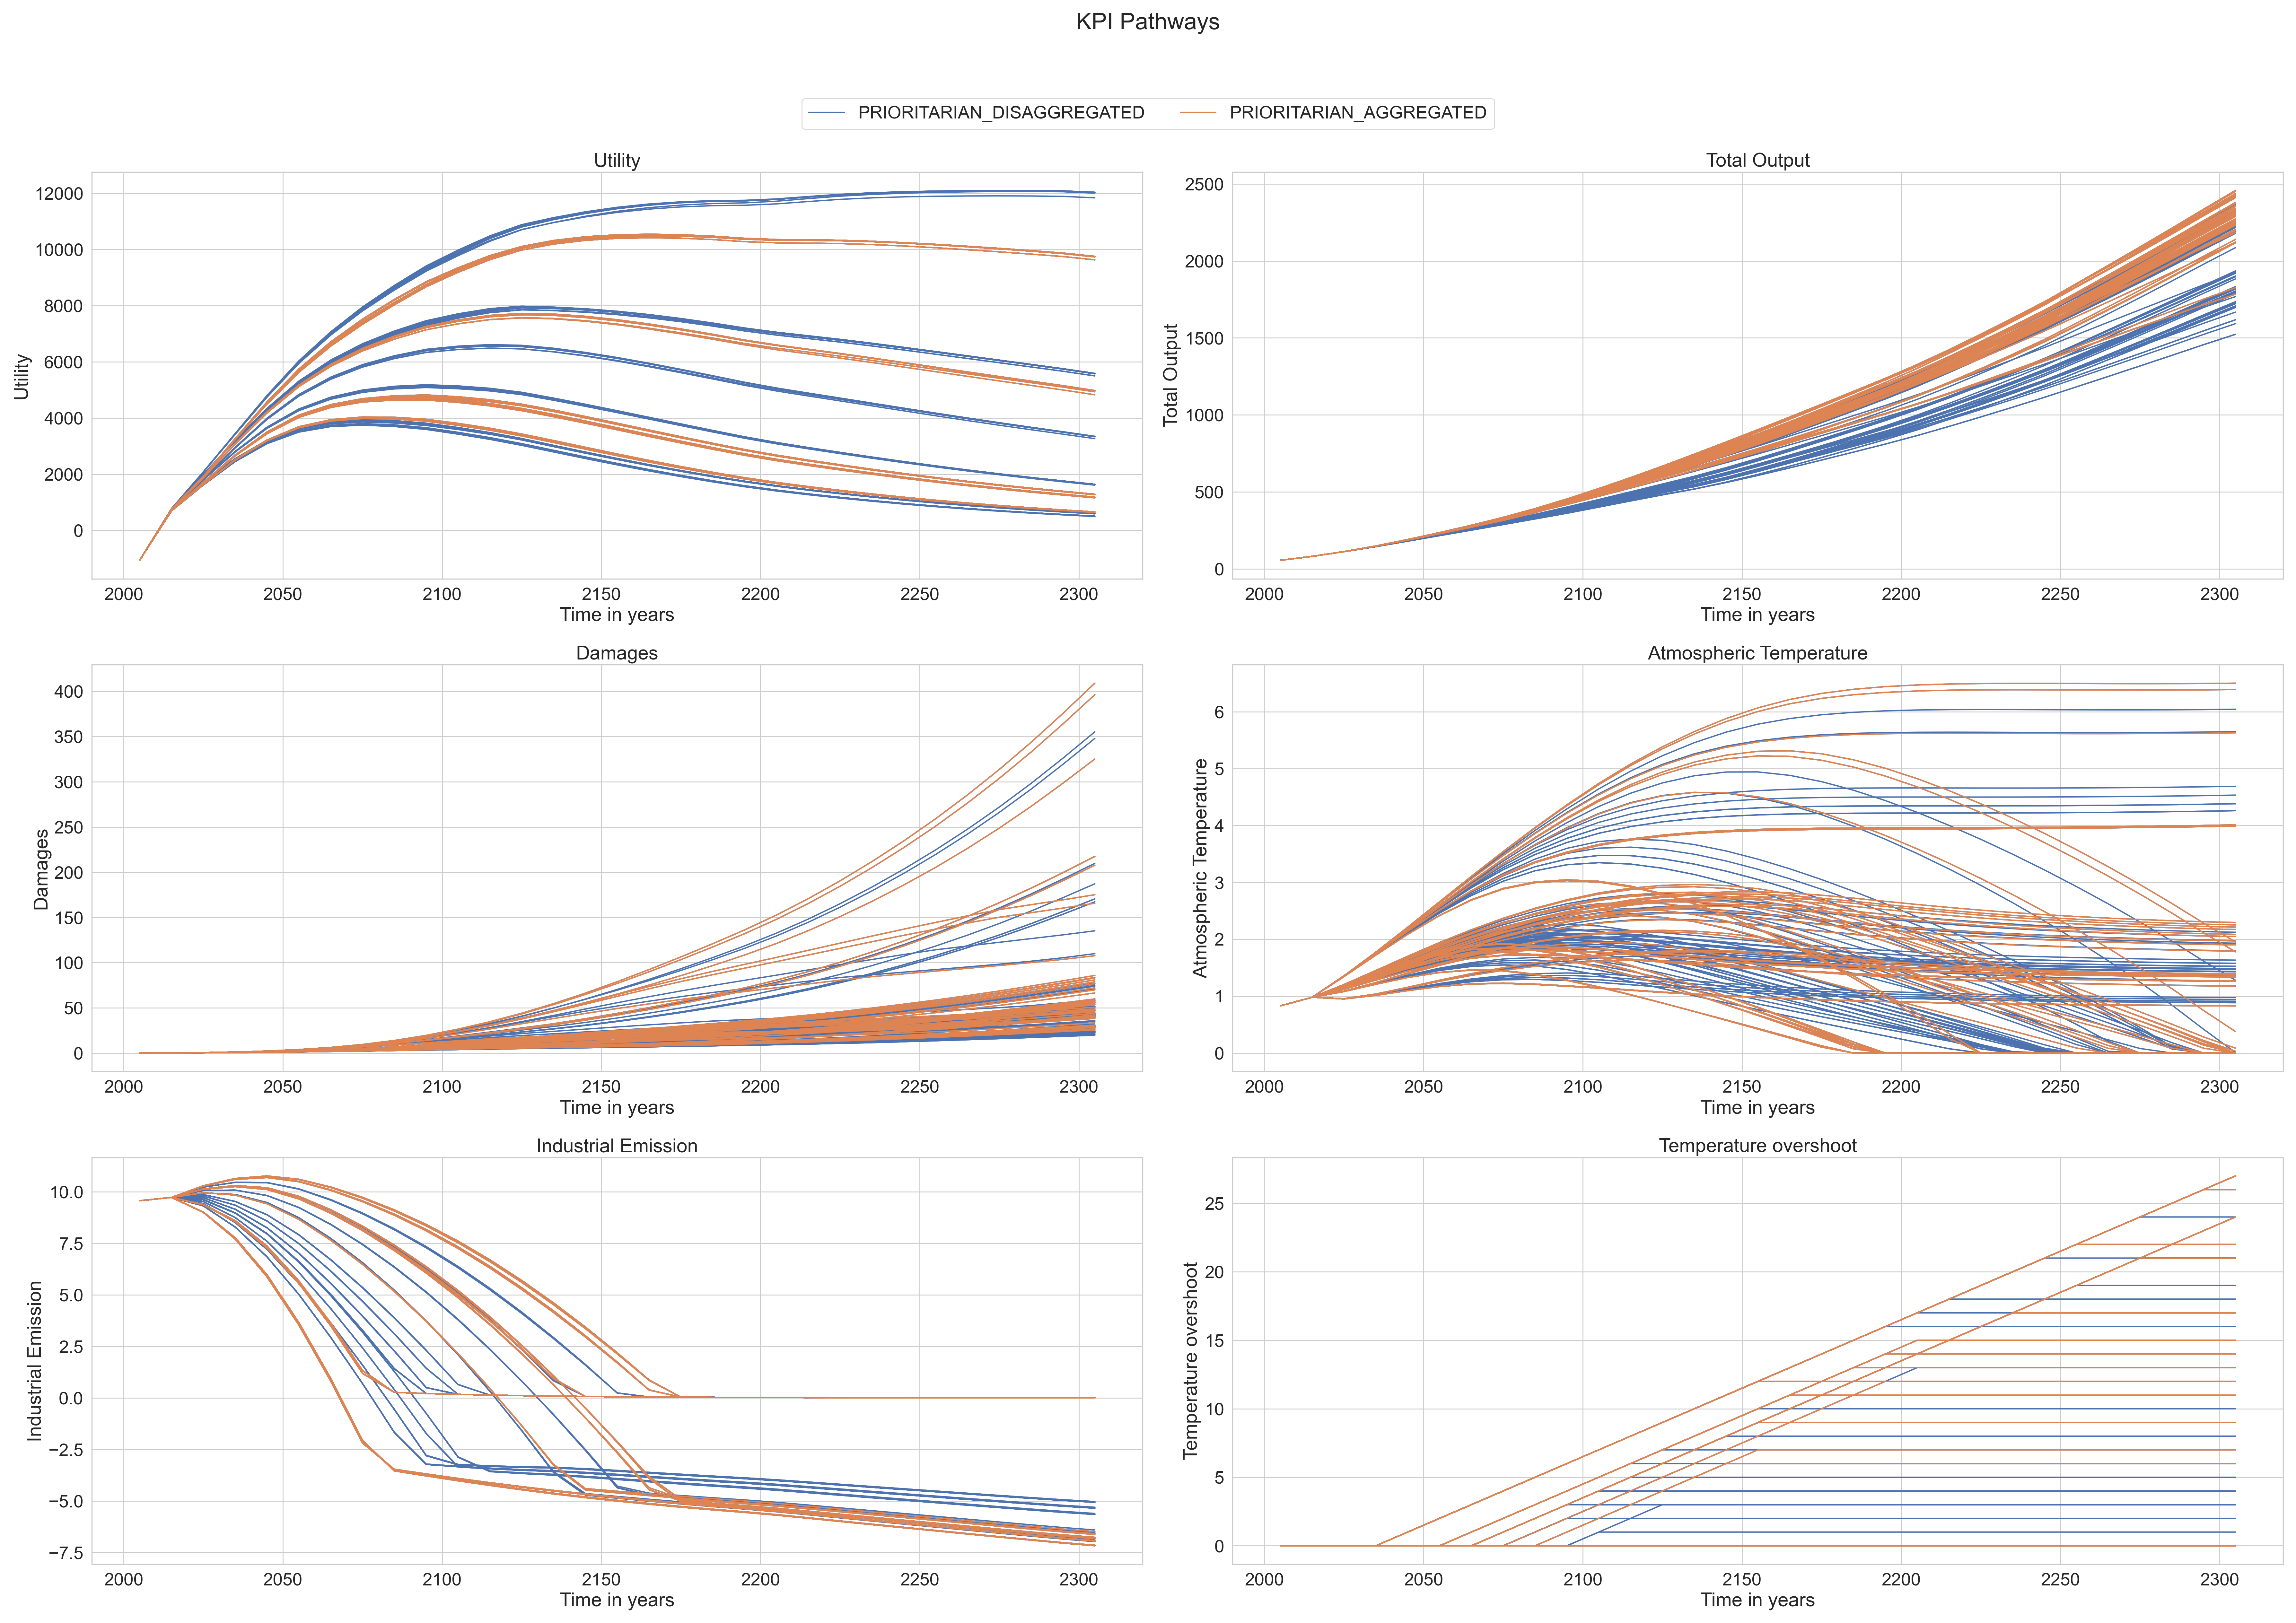 KPI Pathways
PRIORITARIAN_DISAGGREGATED PRIORITARIAN_AGGREGATED
Utility
Utility
12000
10000
8000
6000
4000
2000
0
2000 2050 2100 2150 2200 2250 2300
Time in years
Total Output
Total Output
2500
2000
1500
1000
500
0
2000 2050 2100 2150 2200 2250 2300
Time in years
Damages
Damages
400
350
300
250
200
150
100
50
0
2000 2050 2100 2150 2200 2250 2300
Time in years
Atmospheric Temperature
Atmospheric Temperature
6
5
4
3
2
1
0
2000 2050 2100 2150 2200 2250 2300
Time in years
Industrial Emission
Industrial Emission
10.0
7.5
5.0
2.5
0.0
−2.5
−5.0
−7.5
2000 2050 2100 2150 2200 2250 2300
Time in years
Temperature overshoot
Temperature overshoot
25
20
15
10
5
0
2000 2050 2100 2150 2200 2250 2300
Time in years